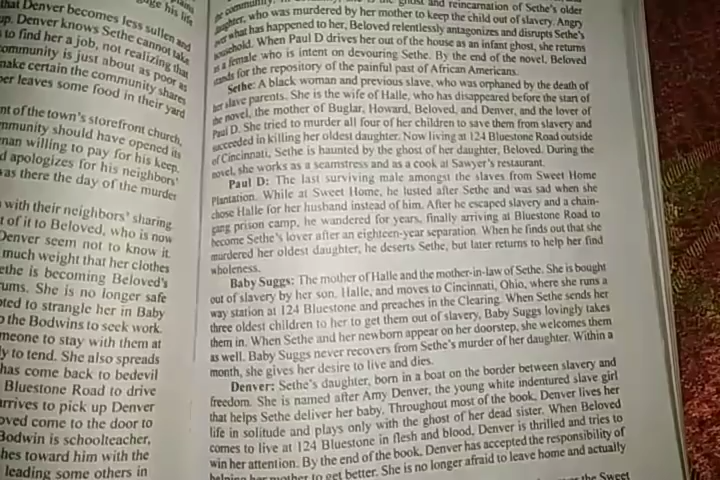 that Denver becomes less sullen and
up. Denver knows Sethe cannot take
to find her a job, not realizing that
community is just about as poor as
make certain the community shares
per leaves some food in their yard
nt of the town's storefront church,
mmunity should have opened its
man willing to pay for his keep.
d apologizes for his neighbors'
was there the day of the murder
with their neighbors' sharing
t of it to Beloved, who is now
Denver seem not to know it.
much weight that her clothes
ethe is becoming Beloved's
ums. She is no longer safe
pted to strangle her in Baby
o the Bodwins to seek work.
meone to stay with them at
ly to tend. She also spreads
has come back to bedevil
Bluestone Road to drive
arrives to pick up Denver
oved come to the door to
Bodwin is schoolteacher,
hes toward him with the
leading some others in
the community.
ghost and reincarnation of Sethe's older
daughter, who was murdered by her mother to keep the child out of slavery. Angry
over what has happened to her, Beloved relentlessly antagonizes and disrupts Sethe's
household. When Paul D drives her out of the house as an infant ghost, she returns
as a female who is intent on devouring Sethe. By the end of the novel, Beloved
stands for the repository of the painful past of African Americans.
Sethe: A black woman and previous slave, who was orphaned by the death of
her slave parents. She is the wife of Halle, who has disappeared before the start of
the novel, the mother of Buglar, Howard, Beloved, and Denver, and the lover of
Paul D. She tried to murder all four of her children to save them from slavery and
succeeded in killing her oldest daughter. Now living at 124 Bluestone Road outside
of Cincinnati, Sethe is haunted by the ghost of her daughter, Beloved. During the
novel, she works as a seamstress and as a cook at Sawyer's restaurant.
Paul D: The last surviving male amongst the slaves from Sweet Home
Plantation. While at Sweet Home, he lusted after Sethe and was sad when she
chose Halle for her husband instead of him. After he escaped slavery and a chain-
gang prison camp, he wandered for years, finally arriving at Bluestone Road to
become Sethe's lover after an eighteen-year separation. When he finds out that she
murdered her oldest daughter, he deserts Sethe, but later returns to help her find
wholeness.
Baby Suggs: The mother of Halle and the mother-in-law of Sethe. She is bought
out of slavery by her son, Halle, and moves to Cincinnati, Ohio, where she runs a
way station at 124 Bluestone and preaches in the Clearing. When Sethe sends her
three oldest children to her to get them out of slavery, Baby Suggs lovingly takes
them in. When Sethe and her newborn appear on her doorstep, she welcomes them
as well. Baby Suggs never recovers from Sethe's murder of her daughter. Within a
month, she gives her desire to live and dies.
Denver: Sethe's daughter, born in a boat on the border between slavery and
freedom. She is named after Amy Denver, the young white indentured slave girl
that helps Sethe deliver her baby. Throughout most of the book, Denver lives her
life in solitude and plays only with the ghost of her dead sister. When Beloved
comes to live at 124 Bluestone in flesh and blood, Denver is thrilled and tries to
win her attention. By the end of the book, Denver has accepted the responsibility of
helping her mother to get better. She is no longer afraid to leave home and actually
the Sweet